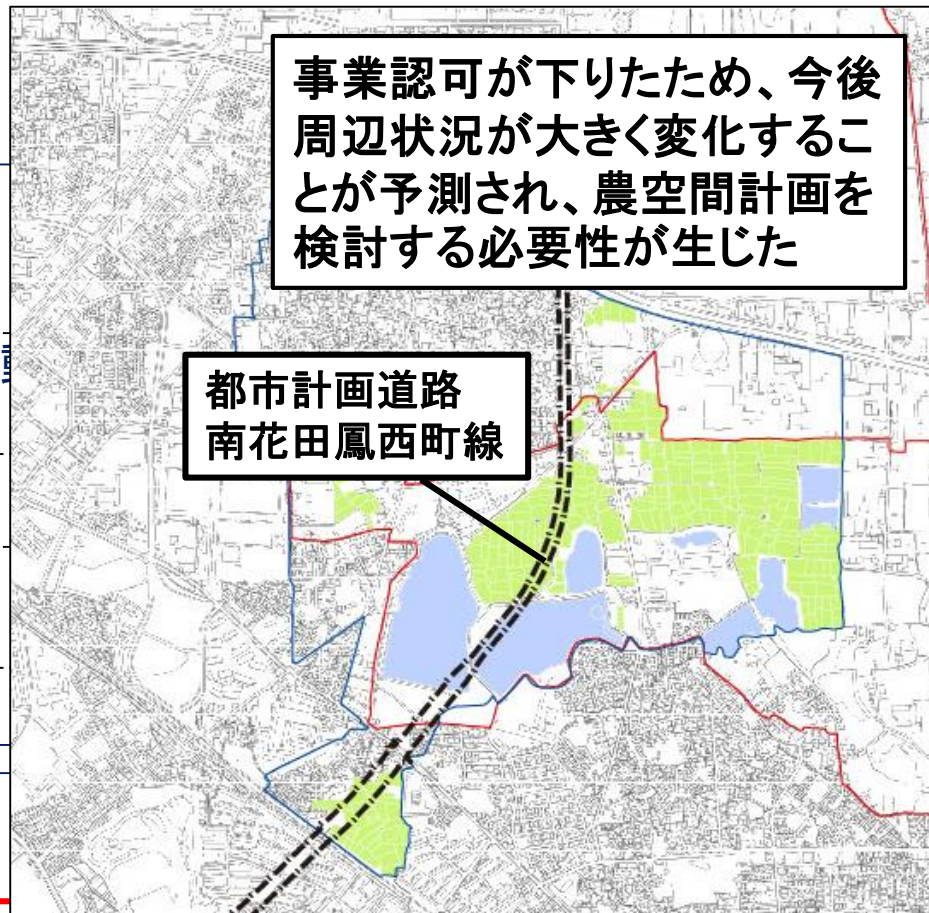 事業認可が下りたため、今後
周辺状況が大きく変化するこ
とが予測され、農空間計画を
検討する必要性が生じた
都市計画道路
南花田鳳西町線